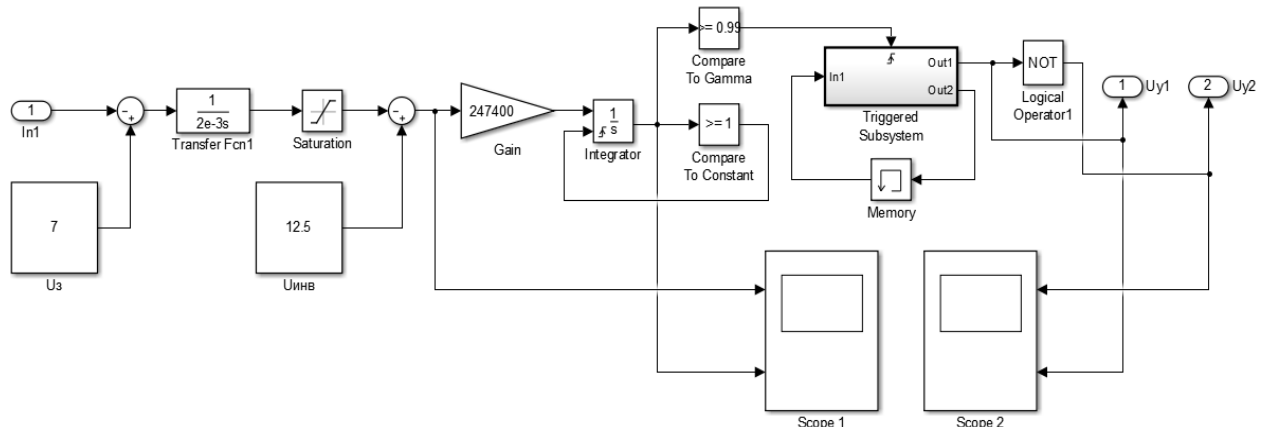 1
In1
7
Uз
1
2e-3s
Transfer Fcn1
Saturation
12.5
Uинв
247400
Gain
1
s
Integrator
>= 0.99
Compare
To Gamma
>= 1
Compare
To Constant
In1
Out1
Out2
Triggered
Subsystem
Memory
NOT
Logical
Operator1
1
Uy1
2
Uy2
Scope 1
Scope 2